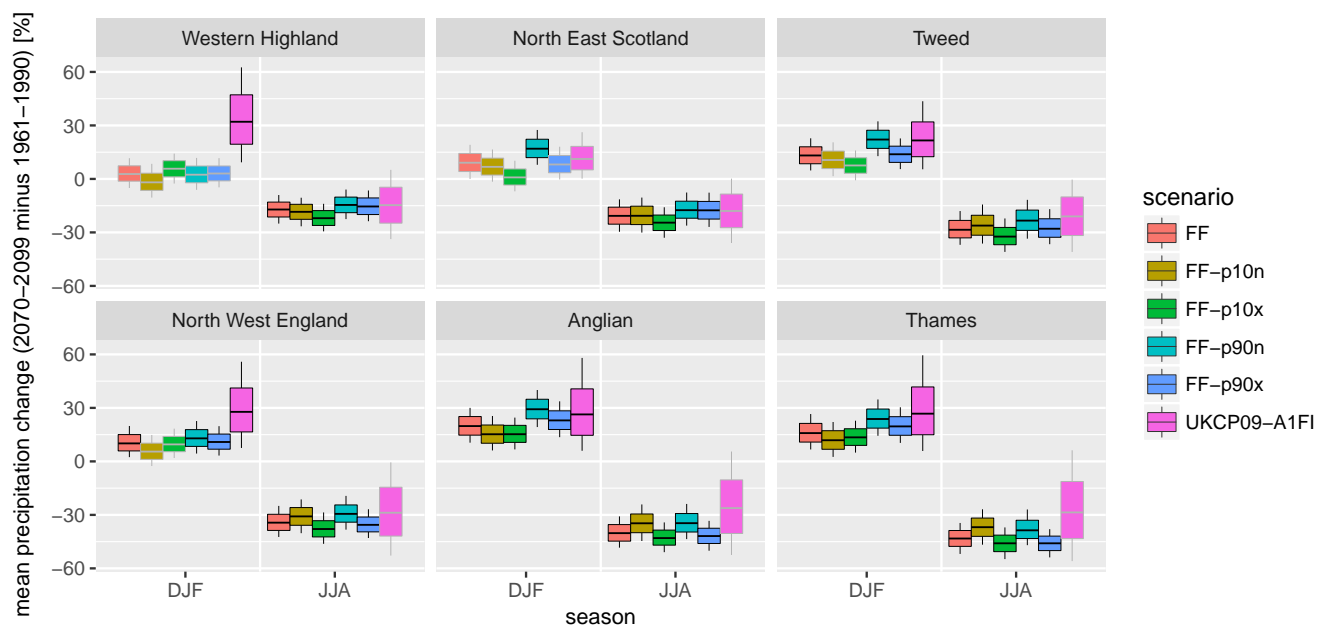 mean precipitation change (2070−2099 minus 1961−1990) [%]
Western Highland
North East Scotland
Tweed
60
30
0
−30
−60
North West England
Anglian
Thames
60
30
0
−30
−60
DJF
JJA
DJF
JJA
DJF
JJA
season
scenario
FF
FF−p10n
FF−p10x
FF−p90n
FF−p90x
UKCP09−A1FI